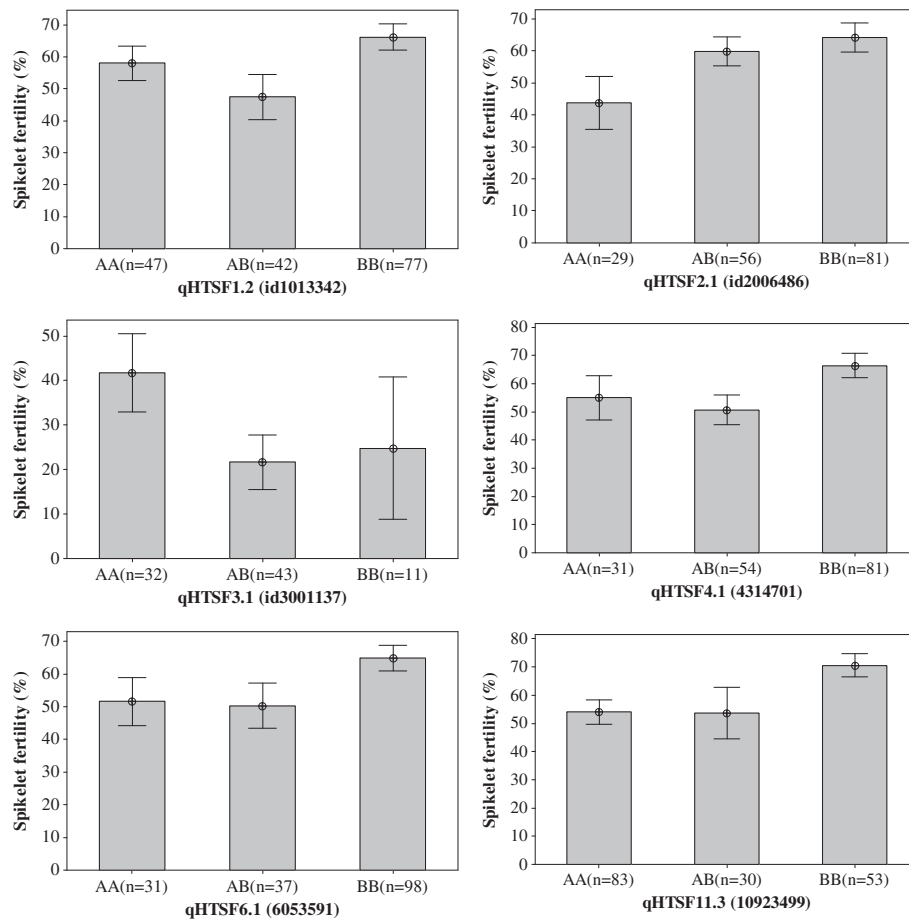 Spikelet fertility (%)
70
60
50
40
30
20
10
0
AA(n=47) AB(n=42) BB(n=77)
qHTSF1.2 (id1013342)
Spikelet fertility (%)
70
60
50
40
30
20
10
0
AA(n=29) AB(n=56) BB(n=81)
qHTSF2.1 (id2006486)
Spikelet fertility (%)
50
40
30
20
10
0
AA(n=32) AB(n=43) BB(n=11)
qHTSF3.1 (id3001137)
Spikelet fertility (%)
80
70
60
50
40
30
20
10
0
AA(n=31) AB(n=54) BB(n=81)
qHTSF4.1 (4314701)
Spikelet fertility (%)
70
60
50
40
30
20
10
0
AA(n=31) AB(n=37) BB(n=98)
qHTSF6.1 (6053591)
Spikelet fertility (%)
80
70
60
50
40
30
20
10
0
AA(n=83) AB(n=30) BB(n=53)
qHTSF11.3 (10923499)